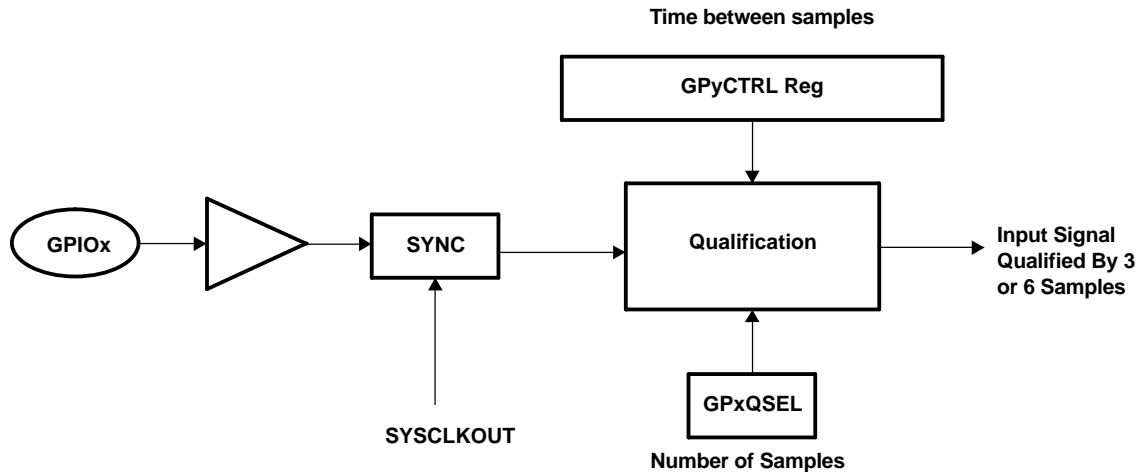 Time between samples
GPyCTRL Reg
GPIOx
SYNC
Qualification
Input Signal
Qualified By 3
or 6 Samples
GPxQSEL
SYSCLKOUT
Number of Samples